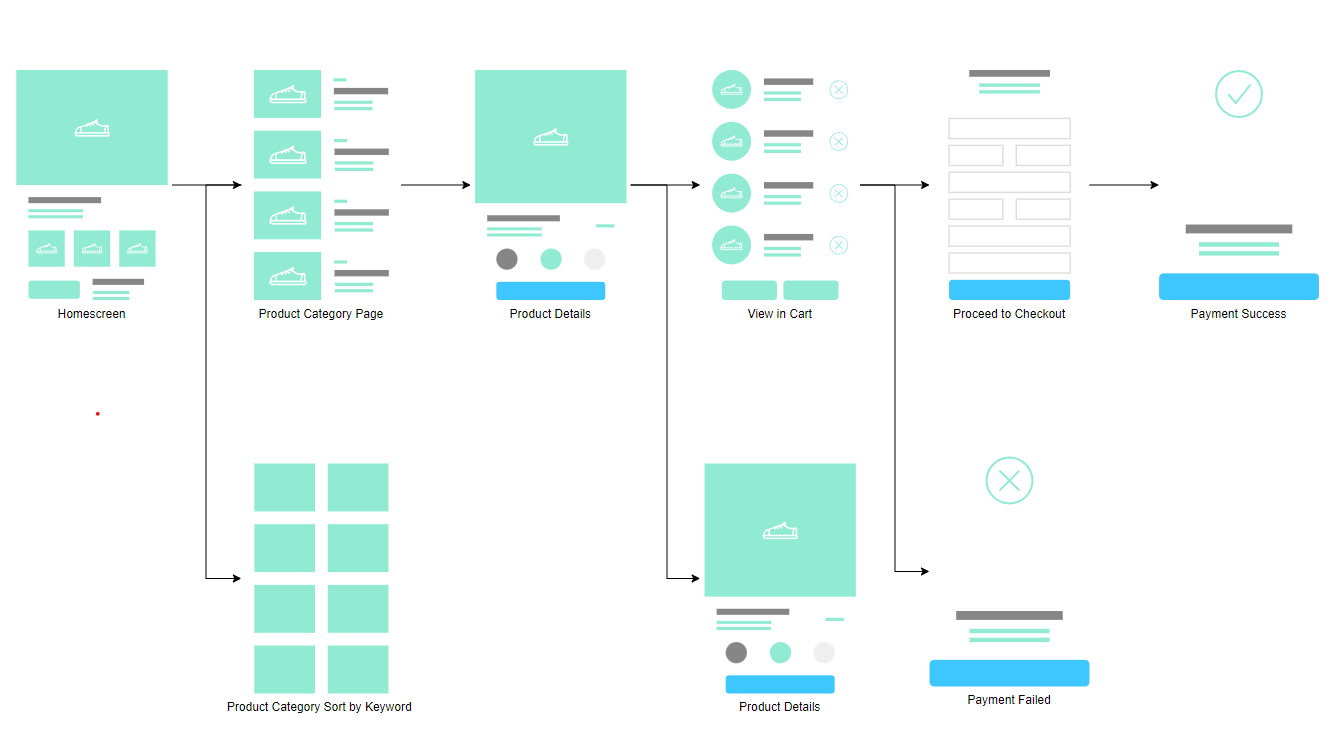 Homescreen
Product Category Page
Product Details
View in Cart
Proceed to Checkout
Payment Success
Product Category Sort by Keyword
Product Details
Payment Failed